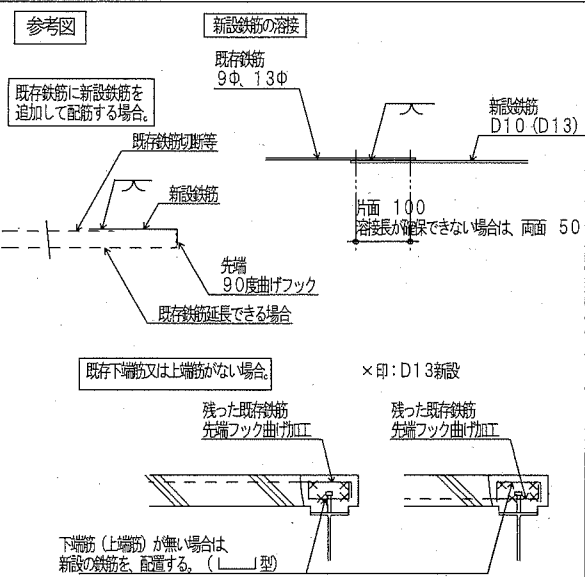 参考図
新設鉄筋の溶接
既存鉄筋
9Φ、13Φ
既存鉄筋に新設鉄筋を
追加して配筋する場合。
新設鉄筋
D10(D13)
既存鉄筋切断等
新設鉄筋
片面 100
溶接長が確保できない場合は、両面 50
先端
90度曲げフック
既存鉄筋延長できる場合
既存下端筋又は上端筋がない場合。
×印:D13新設
残った既存鉄筋
先端フック曲げ加工
残った既存鉄筋
先端フック曲げ加工
下端筋(上端筋)が無い場合は、
新設の鉄筋を、配置する。(型)